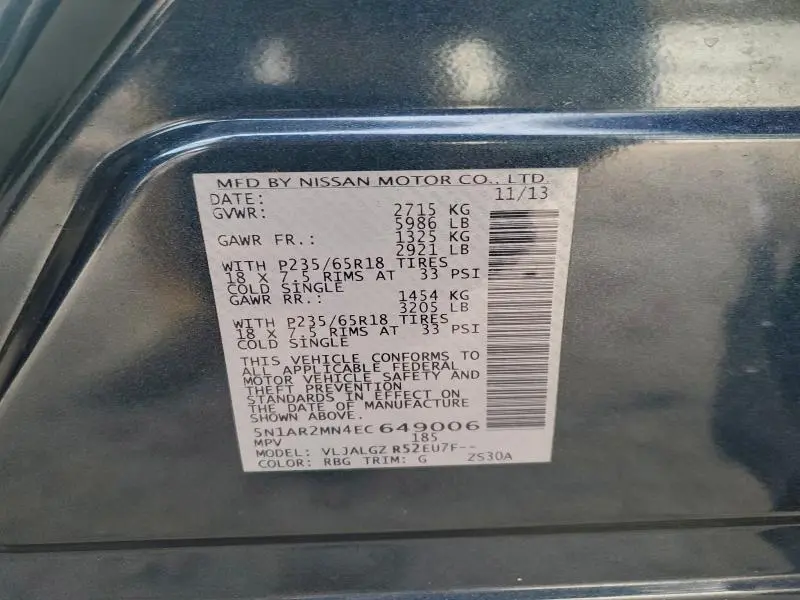 MFD BY NISSAN MOTOR CO., LTD.
DATE: 11/13
GVWR: 2715 KG
5986 LB
GAWR FR.: 1325 KG
2921 LB
WITH P235/65R18 TIRES
18 X 7.5 RIMS AT 33 PSI
COLD SINGLE
GAWR RR.: 1454 KG
3205 LB
WITH P235/65R18 TIRES
18 X 7.5 RIMS AT 33 PSI
COLD SINGLE
THIS VEHICLE CONFORMS TO
ALL APPLICABLE FEDERAL
MOTOR VEHICLE SAFETY AND
THEFT PREVENTION
STANDARDS IN EFFECT ON
THE DATE OF MANUFACTURE
SHOWN ABOVE.
5N1AR2MN4EC 649006
MPV 185
MODEL: VLJALGZ R52EU7F--
COLOR: RBG TRIM: G ZS30A